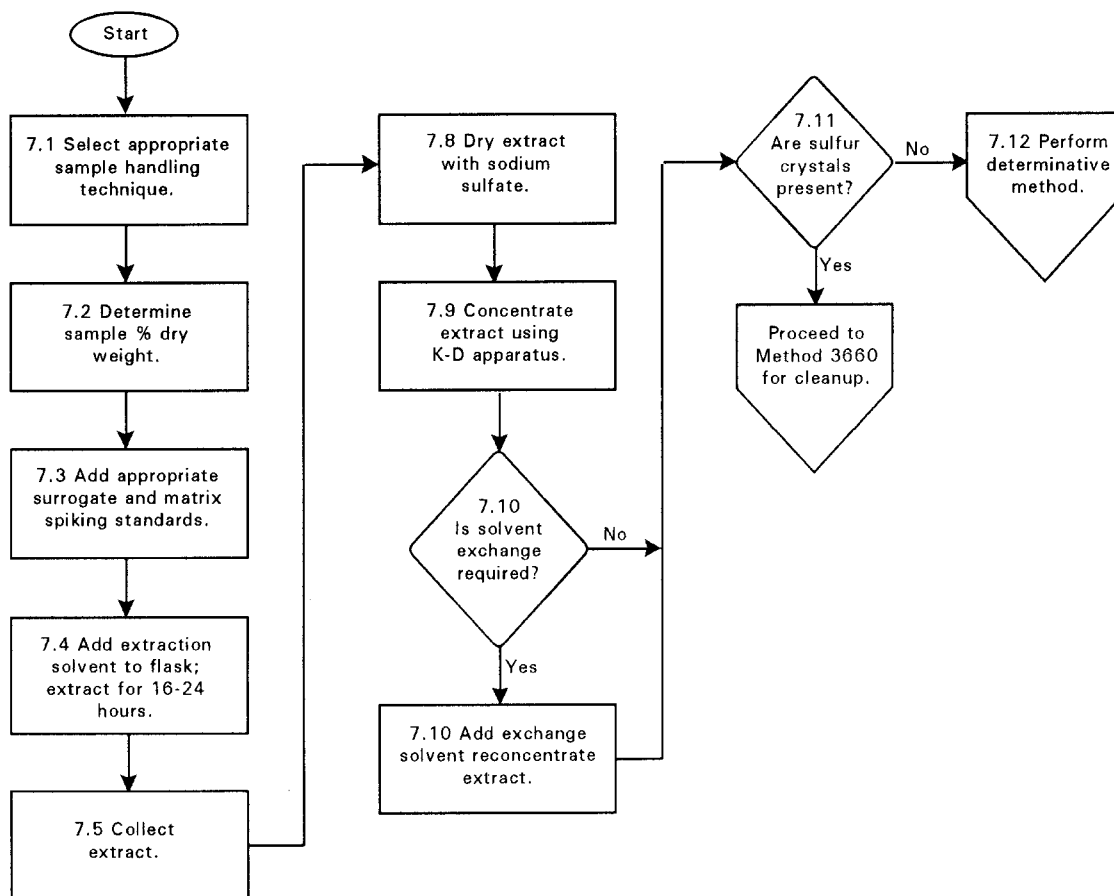 Start
7.1 Select appropriate
sample handling
technique.
7.2 Determine
sample % dry
weight.
7.3 Add appropriate
surrogate and matrix
spiking standards.
7.4 Add extraction
solvent to flask;
extract for 16-24
hours.
7.5 Collect
extract.
7.8 Dry extract
with sodium
sulfate.
7.9 Concentrate
extract using
K-D apparatus.
7.10
Is solvent
exchange
required?
No
Yes
7.10 Add exchange
solvent reconcentrate
extract.
7.11
Are sulfur
crystals
present?
No
Yes
Proceed to
Method 3660
for cleanup.
7.12 Perform
determinative
method.